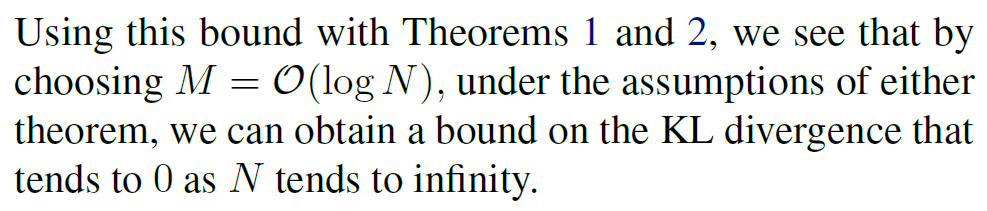 Using this bound with Theorems 1 and 2, we see that by
choosing M = O(log N), under the assumptions of either
theorem, we can obtain a bound on the KL divergence that
tends to 0 as N tends to infinity.